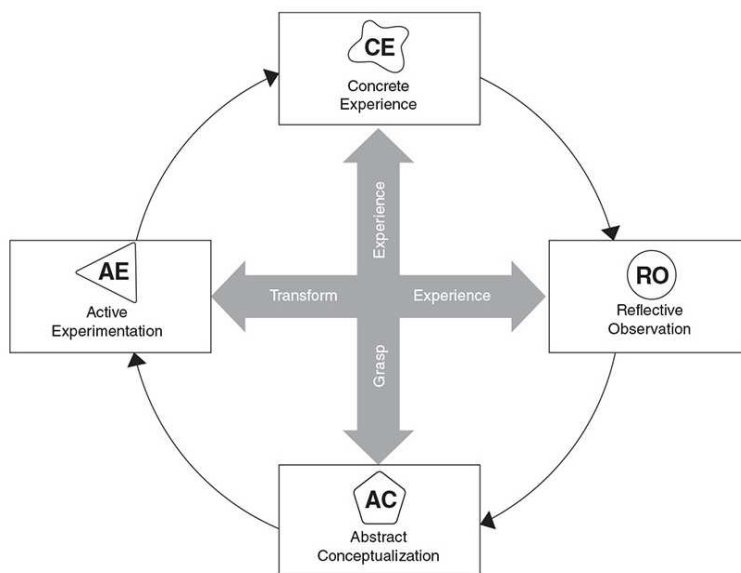 CE
Concrete
Experience
Experience
AE
Active
Experimentation
Transform
Experience
RO
Reflective
Observation
Grasp
AC
Abstract
Conceptualization